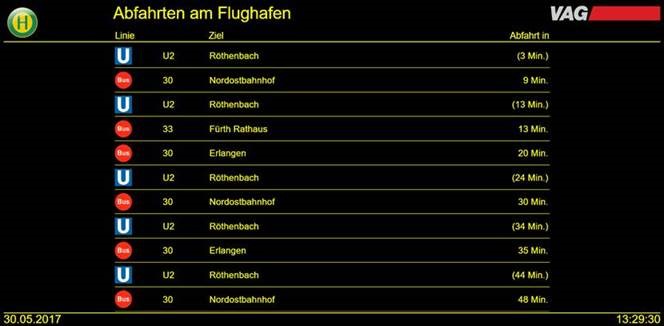 H Abfahrten am Flughafen VAG
Linie Ziel Abfahrt in
U U2 Röthenbach (3 Min.)
Bus 30 Nordostbahnhof 9 Min.
U U2 Röthenbach (13 Min.)
Bus 33 Fürth Rathaus 13 Min.
Bus 30 Erlangen 20 Min.
U U2 Röthenbach (24 Min.)
Bus 30 Nordostbahnhof 30 Min.
U U2 Röthenbach (34 Min.)
Bus 30 Erlangen 35 Min.
U U2 Röthenbach (44 Min.)
Bus 30 Nordostbahnhof 48 Min.
30.05.2017 13:29:30